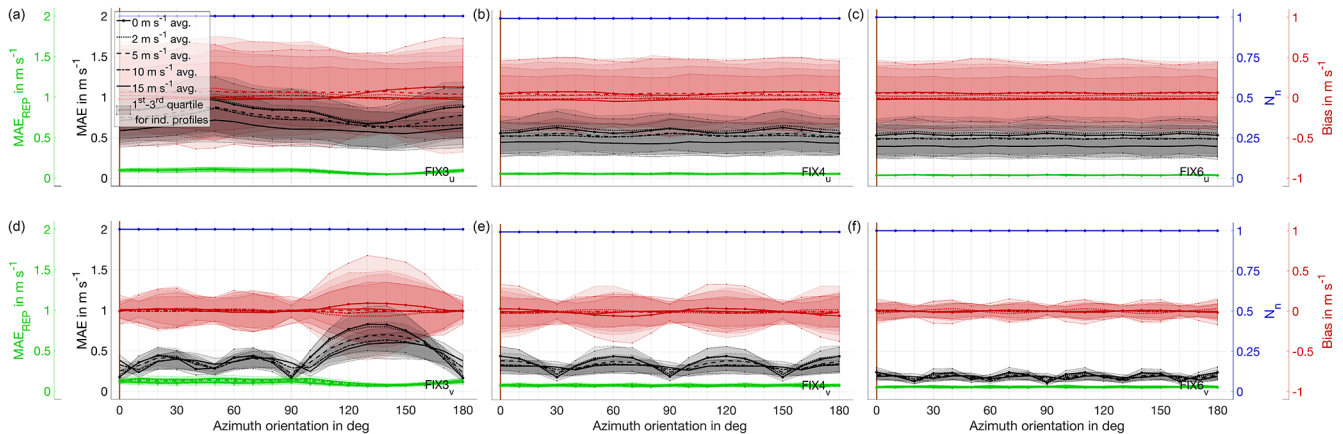 (a)
MAE_REP in m s⁻¹
2
1.5
1
0.5
0
MAE in m s⁻¹
2
1.5
1
0.5
0
0 m s⁻¹ avg.
2 m s⁻¹ avg.
5 m s⁻¹ avg.
10 m s⁻¹ avg.
15 m s⁻¹ avg.
1ˢᵗ-3ʳᵈ quartile
for ind. profiles
FIX3_u
(b)
FIX4_u
(c)
FIX6_u
1
0.75
0.5
0.25
0
N_n
1
0.5
0
-0.5
-1
Bias in m s⁻¹
(d)
MAE_REP in m s⁻¹
2
1.5
1
0.5
0
MAE in m s⁻¹
2
1.5
1
0.5
FIX3_v
0 30 60 90 120 150 180
Azimuth orientation in deg
(e)
FIX4_v
0 30 60 90 120 150 180
Azimuth orientation in deg
(f)
FIX6_v
0 30 60 90 120 150 180
Azimuth orientation in deg
1
0.75
0.5
0.25
0
N_n
1
0.5
0
-0.5
-1
Bias in m s⁻¹